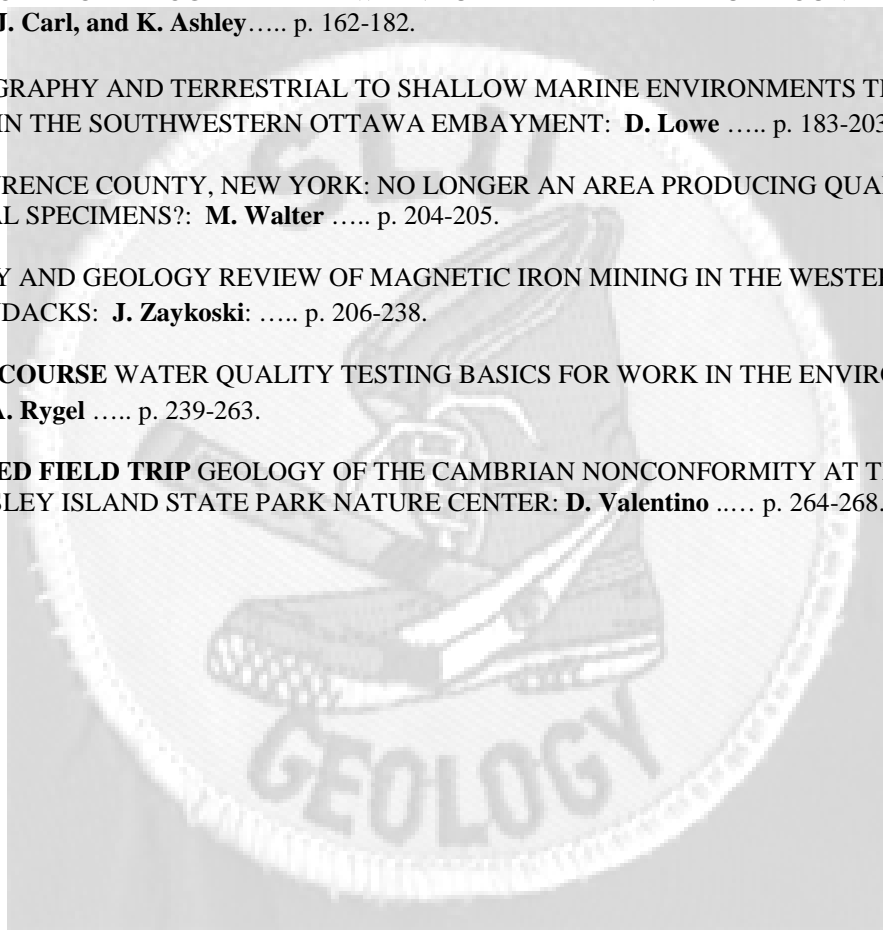 J. Carl, and K. Ashley….. p. 162-182.
GRAPHY AND TERRESTRIAL TO SHALLOW MARINE ENVIRONMENTS
IN THE SOUTHWESTERN OTTAWA EMBAYMENT: D. Lowe ….. p. 183-203
RENCE COUNTY, NEW YORK: NO LONGER AN AREA PRODUCING
AL SPECIMENS?: M. Walter ….. p. 204-205.
Y AND GEOLOGY REVIEW OF MAGNETIC IRON MINING IN THE
DACKS: J. Zaykoski: ….. p. 206-238.
COURSE WATER QUALITY TESTING BASICS FOR WORK IN THE
A. Rygel ….. p. 239-263.
ED FIELD TRIP GEOLOGY OF THE CAMBRIAN NONCONFORMITY AT
SLEY ISLAND STATE PARK NATURE CENTER: D. Valentino ..… p. 264-268.
GEOLOGY